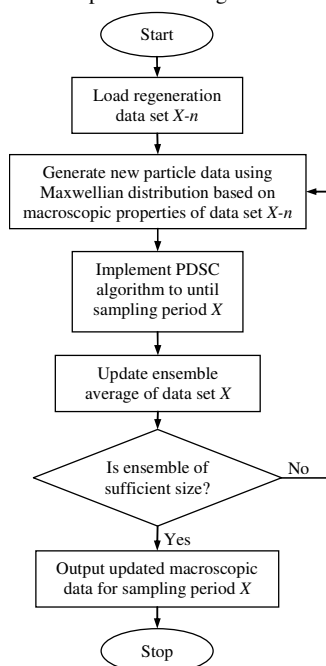 Start
Load regeneration
data set X-n
Generate new particle data using
Maxwellian distribution based on
macroscopic properties of data set X-n
Implement PDSC
algorithm to until
sampling period X
Update ensemble
average of data set X
Is ensemble of
sufficient size?
No
Yes
Output updated macroscopic
data for sampling period X
Stop